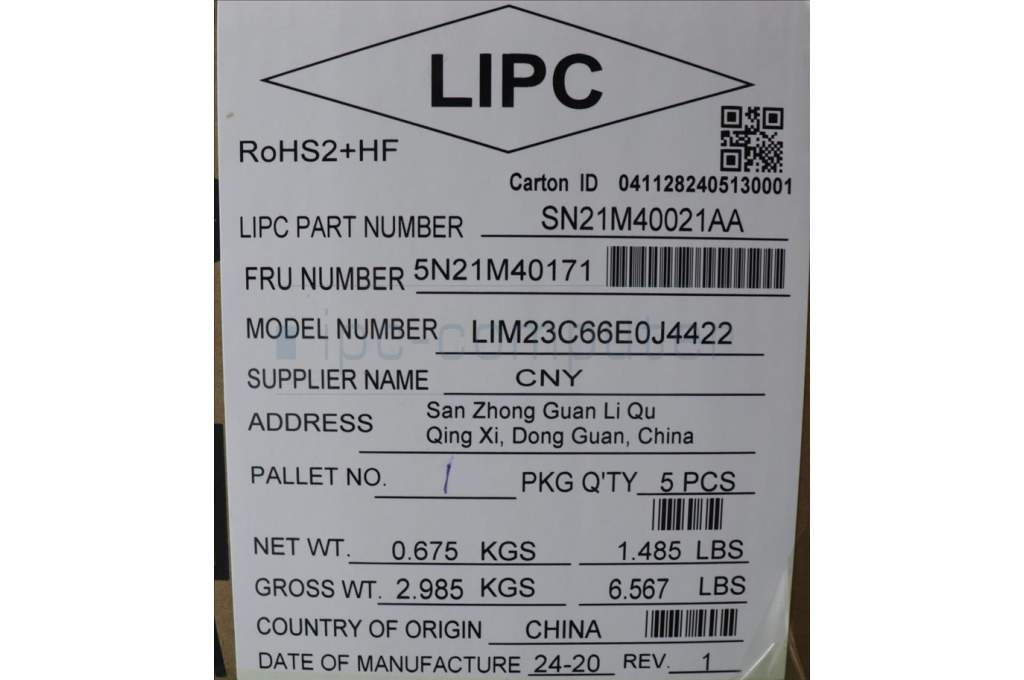 LIPC
RoHS2+HF
Carton ID 0411282405130001
LIPC PART NUMBER SN21M40021AA
FRU NUMBER 5N21M40171
MODEL NUMBER LIM23C66E0J4422
ipc-computer
SUPPLIER NAME CNY
ADDRESS San Zhong Guan Li Qu
Qing Xi, Dong Guan, China
PALLET NO. 1 PKG Q'TY 5 PCS
NET WT. 0.675 KGS 1.485 LBS
GROSS WT. 2.985 KGS 6.567 LBS
COUNTRY OF ORIGIN CHINA
DATE OF MANUFACTURE 24-20 REV. 1